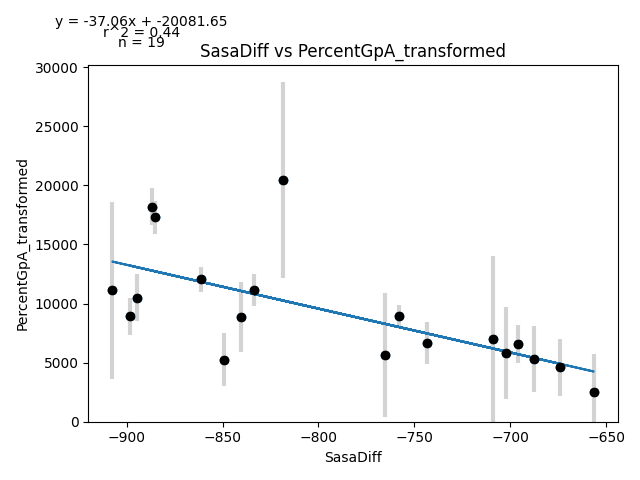 y = -37.06x + -20081.65
r^2 = 0.44
n = 19
SasaDiff vs PercentGpA_transformed
PercentGpA_transformed
30000
25000
20000
15000
10000
5000
0
−900
−850
−800
−750
−700
−650
SasaDiff